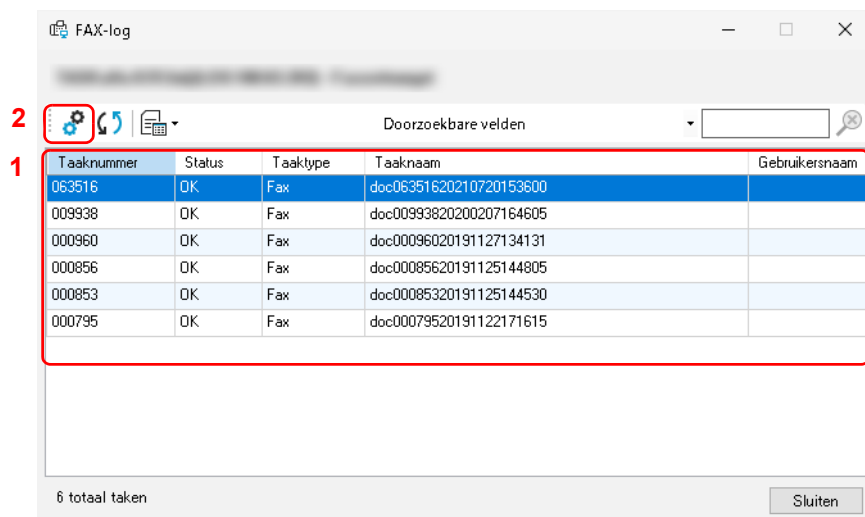 FAX-log
2
Doorzoekbare velden
1
Taaknummer Status Taaktype Taaknaam Gebruikersnaam
063516 OK Fax doc06351620210720153600
009938 OK Fax doc00993820200207164605
000960 OK Fax doc00096020191127134131
000856 OK Fax doc00085620191125144805
000853 OK Fax doc00085320191125144530
000795 OK Fax doc00079520191122171615
6 totaal taken Sluiten